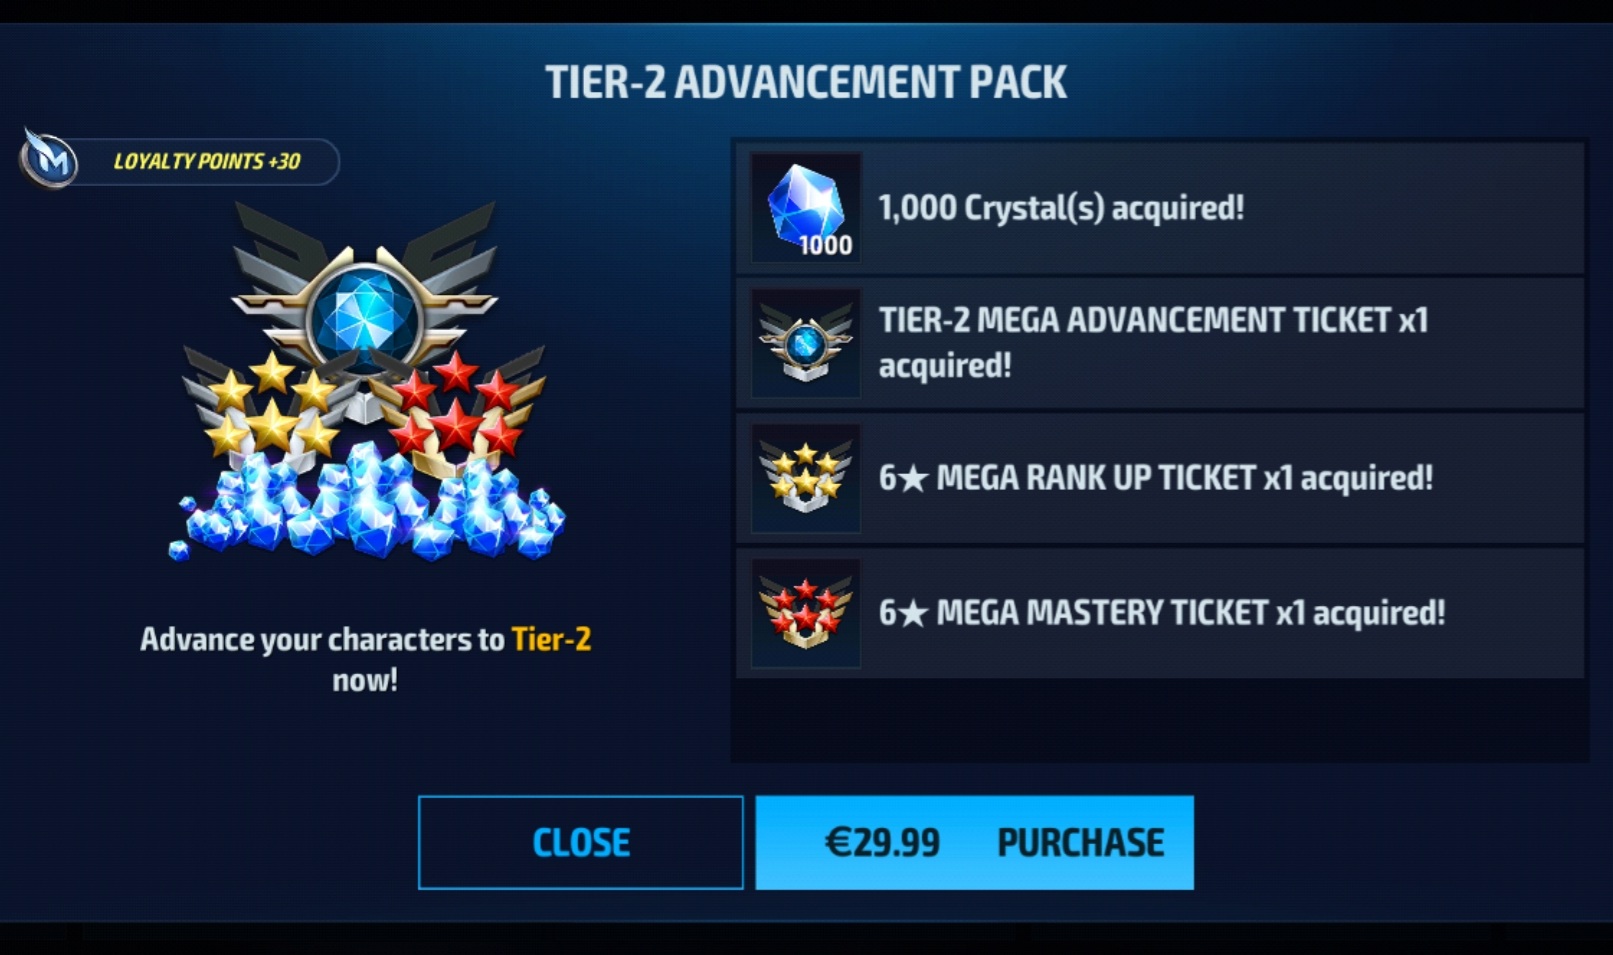 TIER-2 ADVANCEMENT PACK
M
LOYALTY POINTS +30
Advance your characters to Tier-2
now!
1000
1,000 Crystal(s) acquired!
TIER-2 MEGA ADVANCEMENT TICKET x1
acquired!
6★ MEGA RANK UP TICKET x1 acquired!
6★ MEGA MASTERY TICKET x1 acquired!
CLOSE
€29.99 PURCHASE